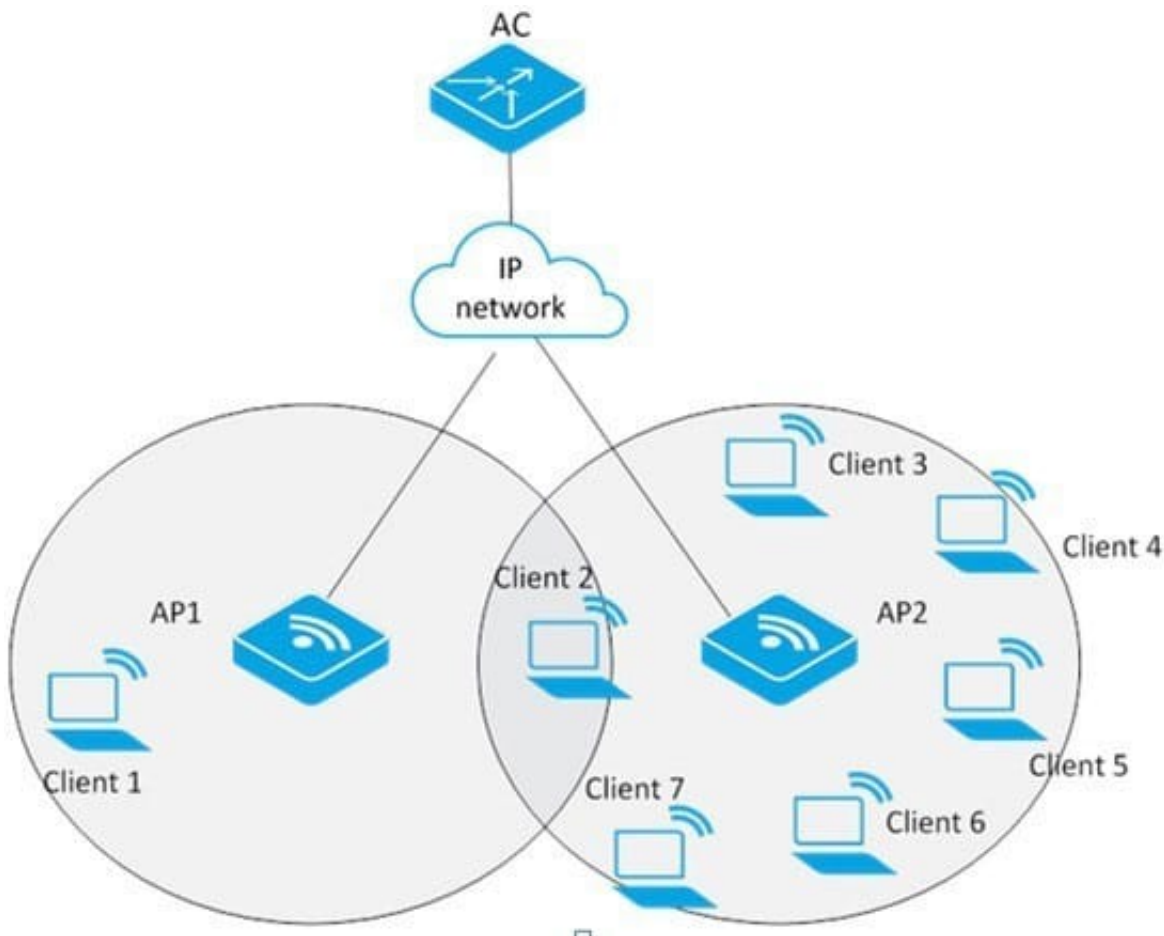 AC
IP
network
Client 3
Client 4
Client 2
AP1
AP2
Client 1
Client 5
Client 7
Client 6